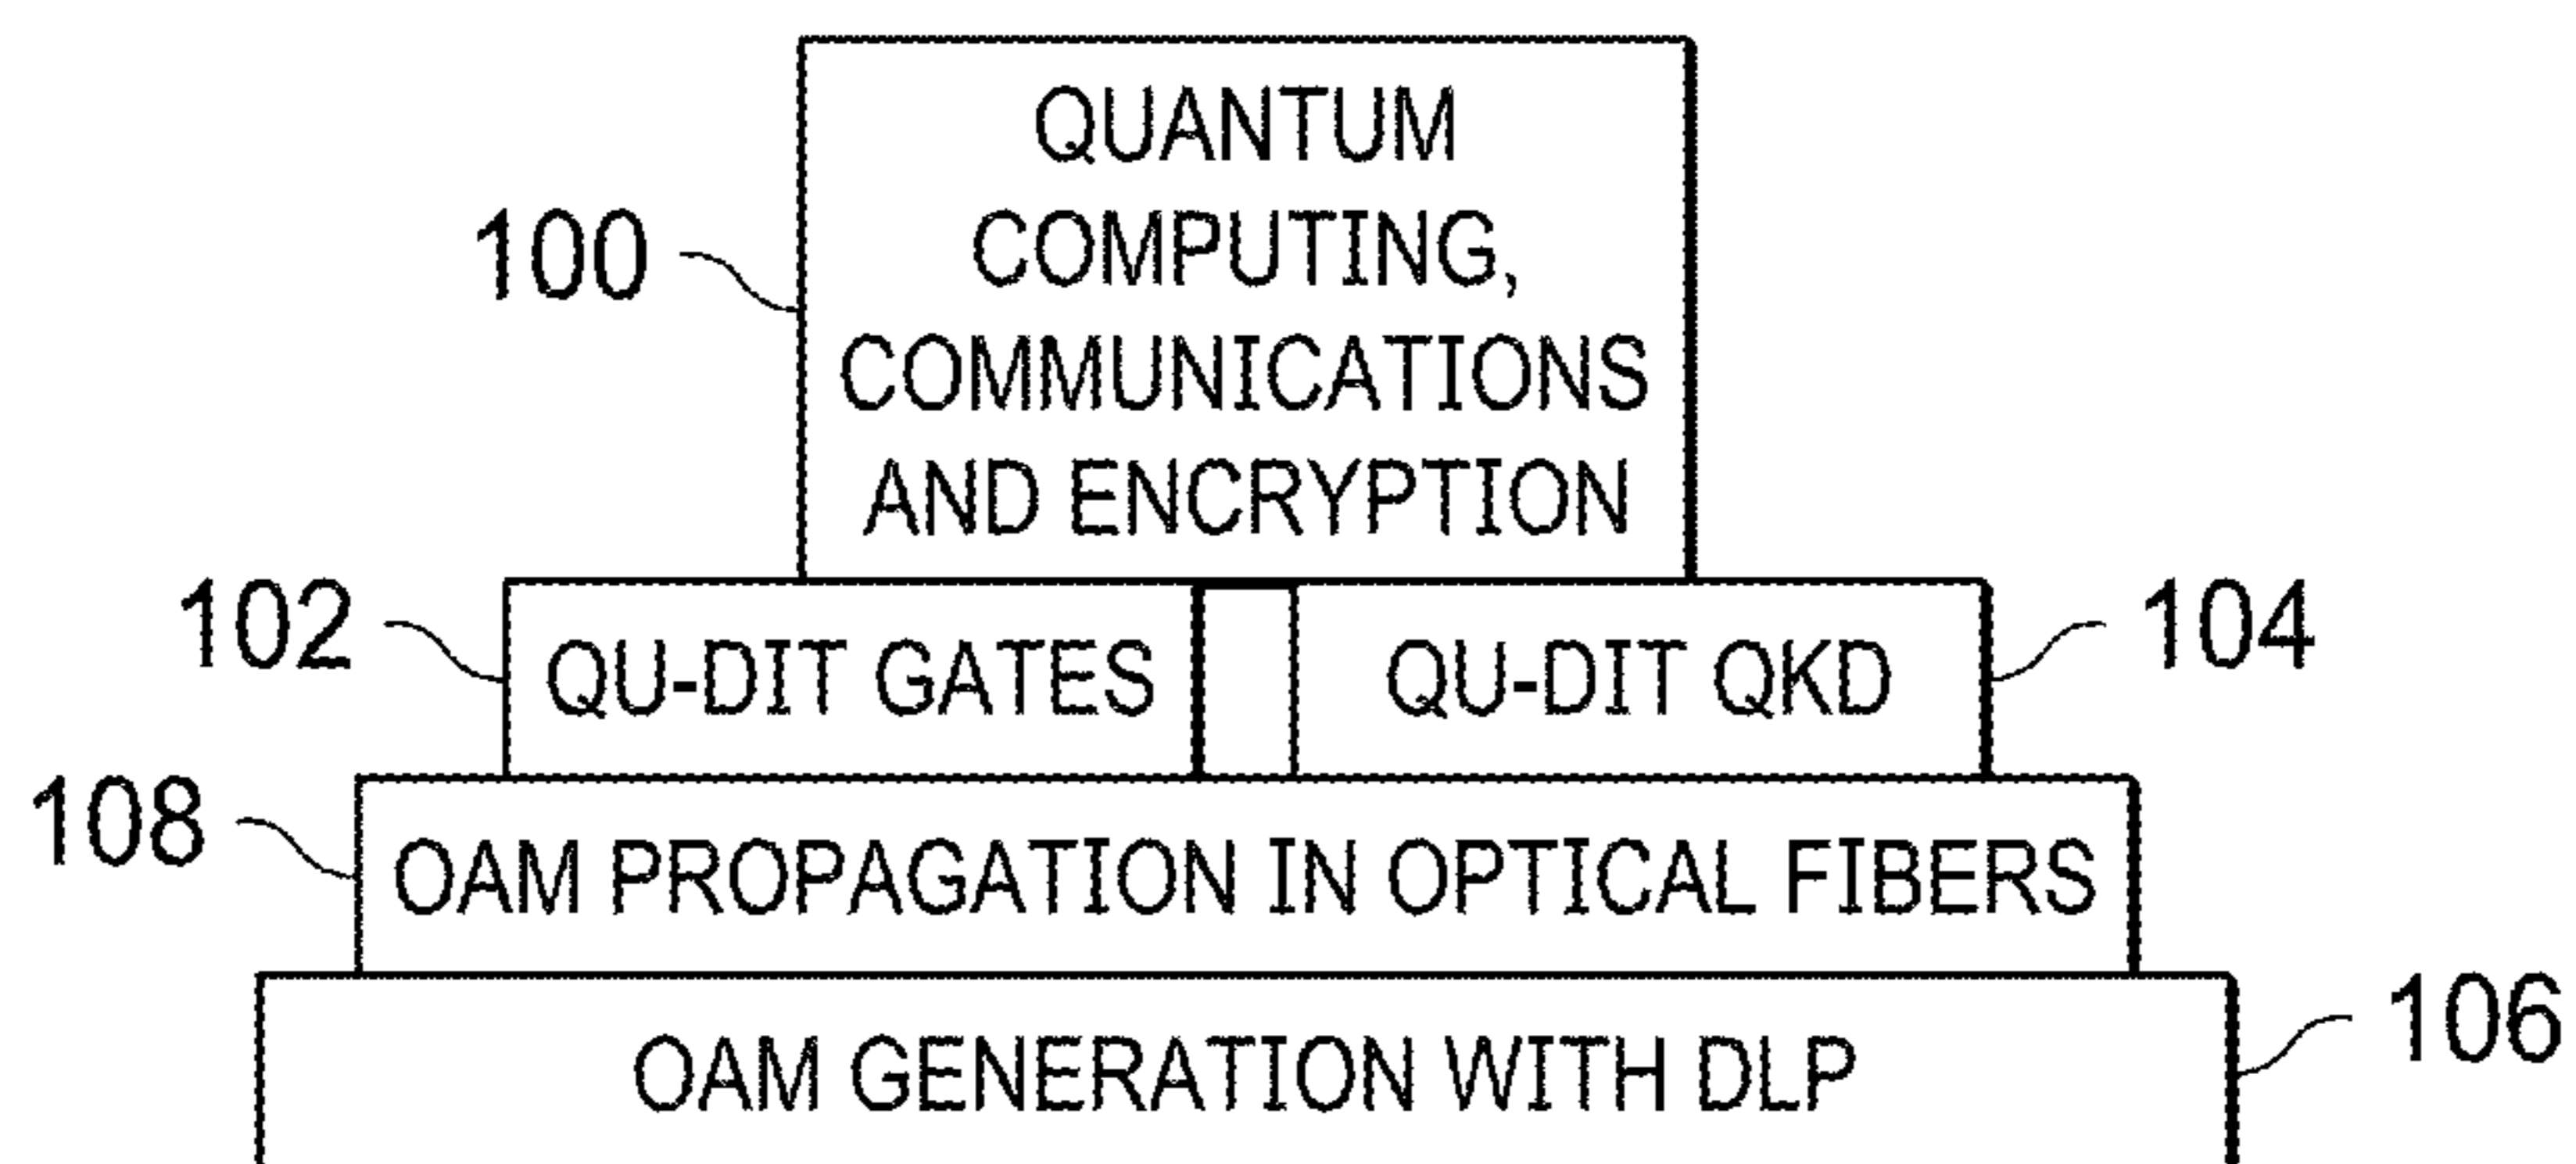 QUANTUM
COMPUTING,
100
COMMUNICATIONS
AND ENCRYPTION
102
QU-DIT GATES
QU-DIT QKD
104
108
OAM PROPAGATION IN OPTICAL FIBERS
OAM GENERATION WITH DLP
106